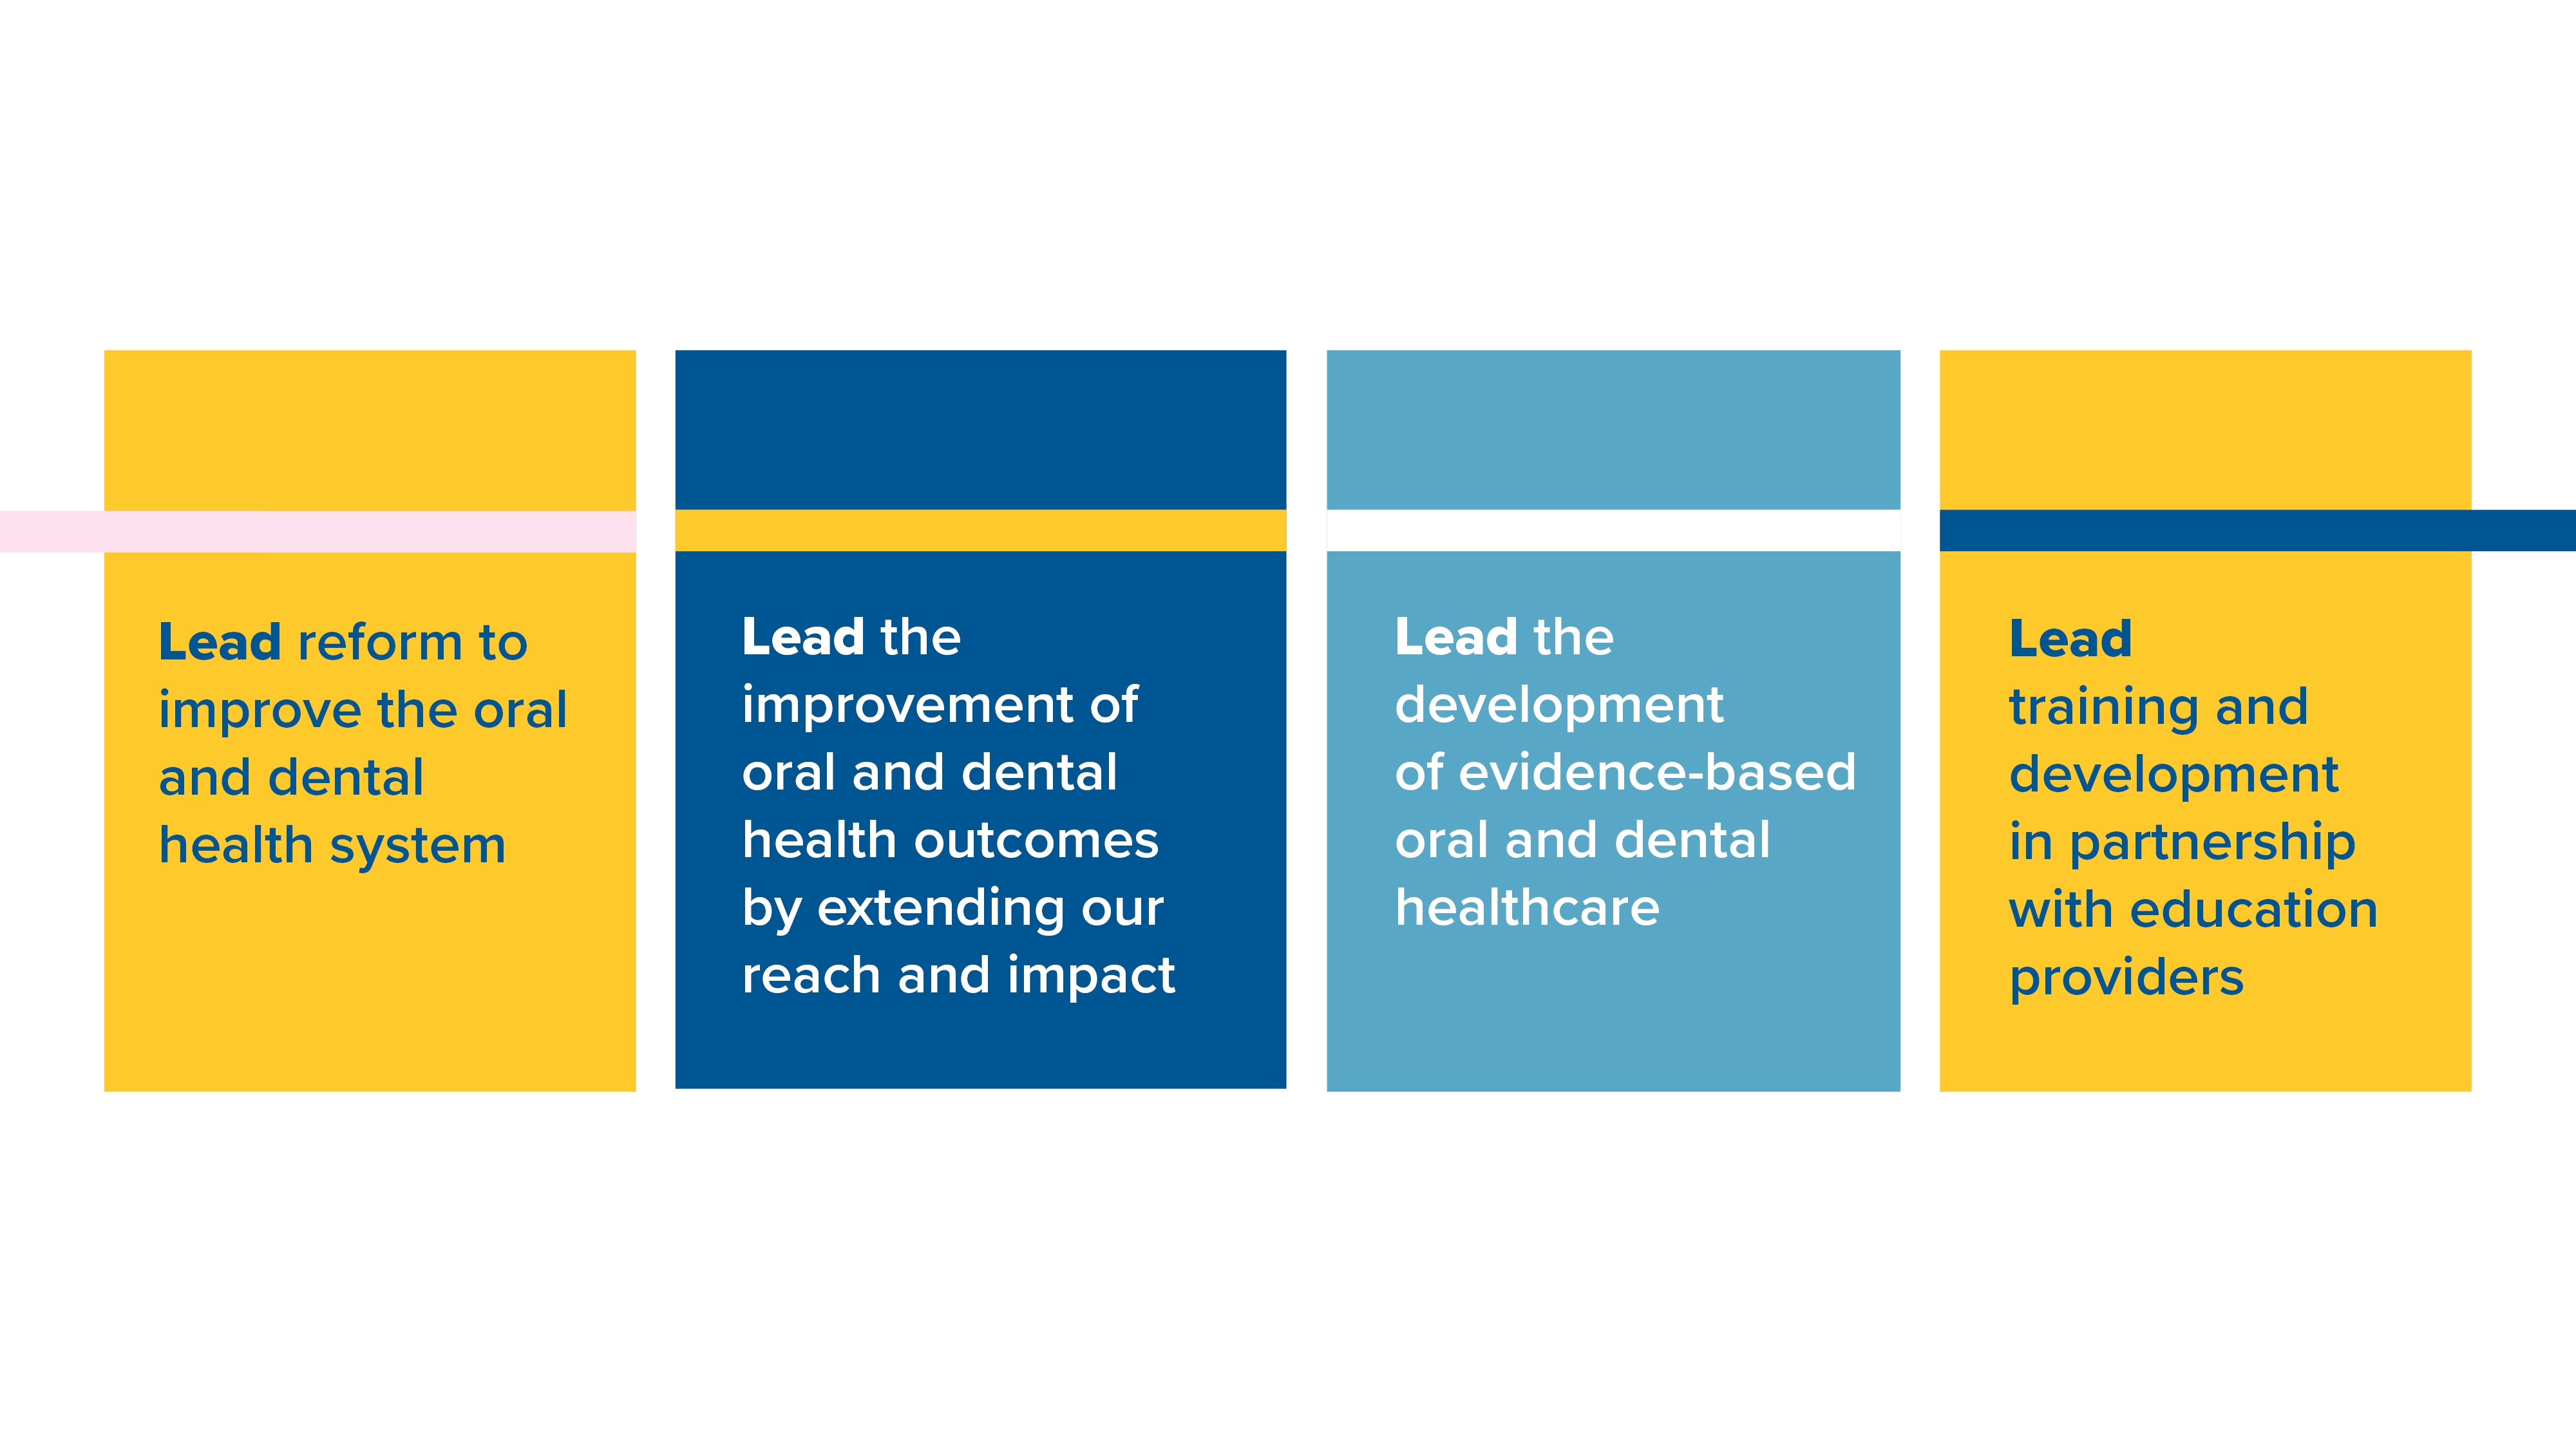 Lead reform to
improve the oral
and dental
health system
Lead the
improvement of
oral and dental
health outcomes
by extending our
reach and impact
Lead the
development
of evidence-based
oral and dental
healthcare
Lead
training and
development
in partnership
with education
providers